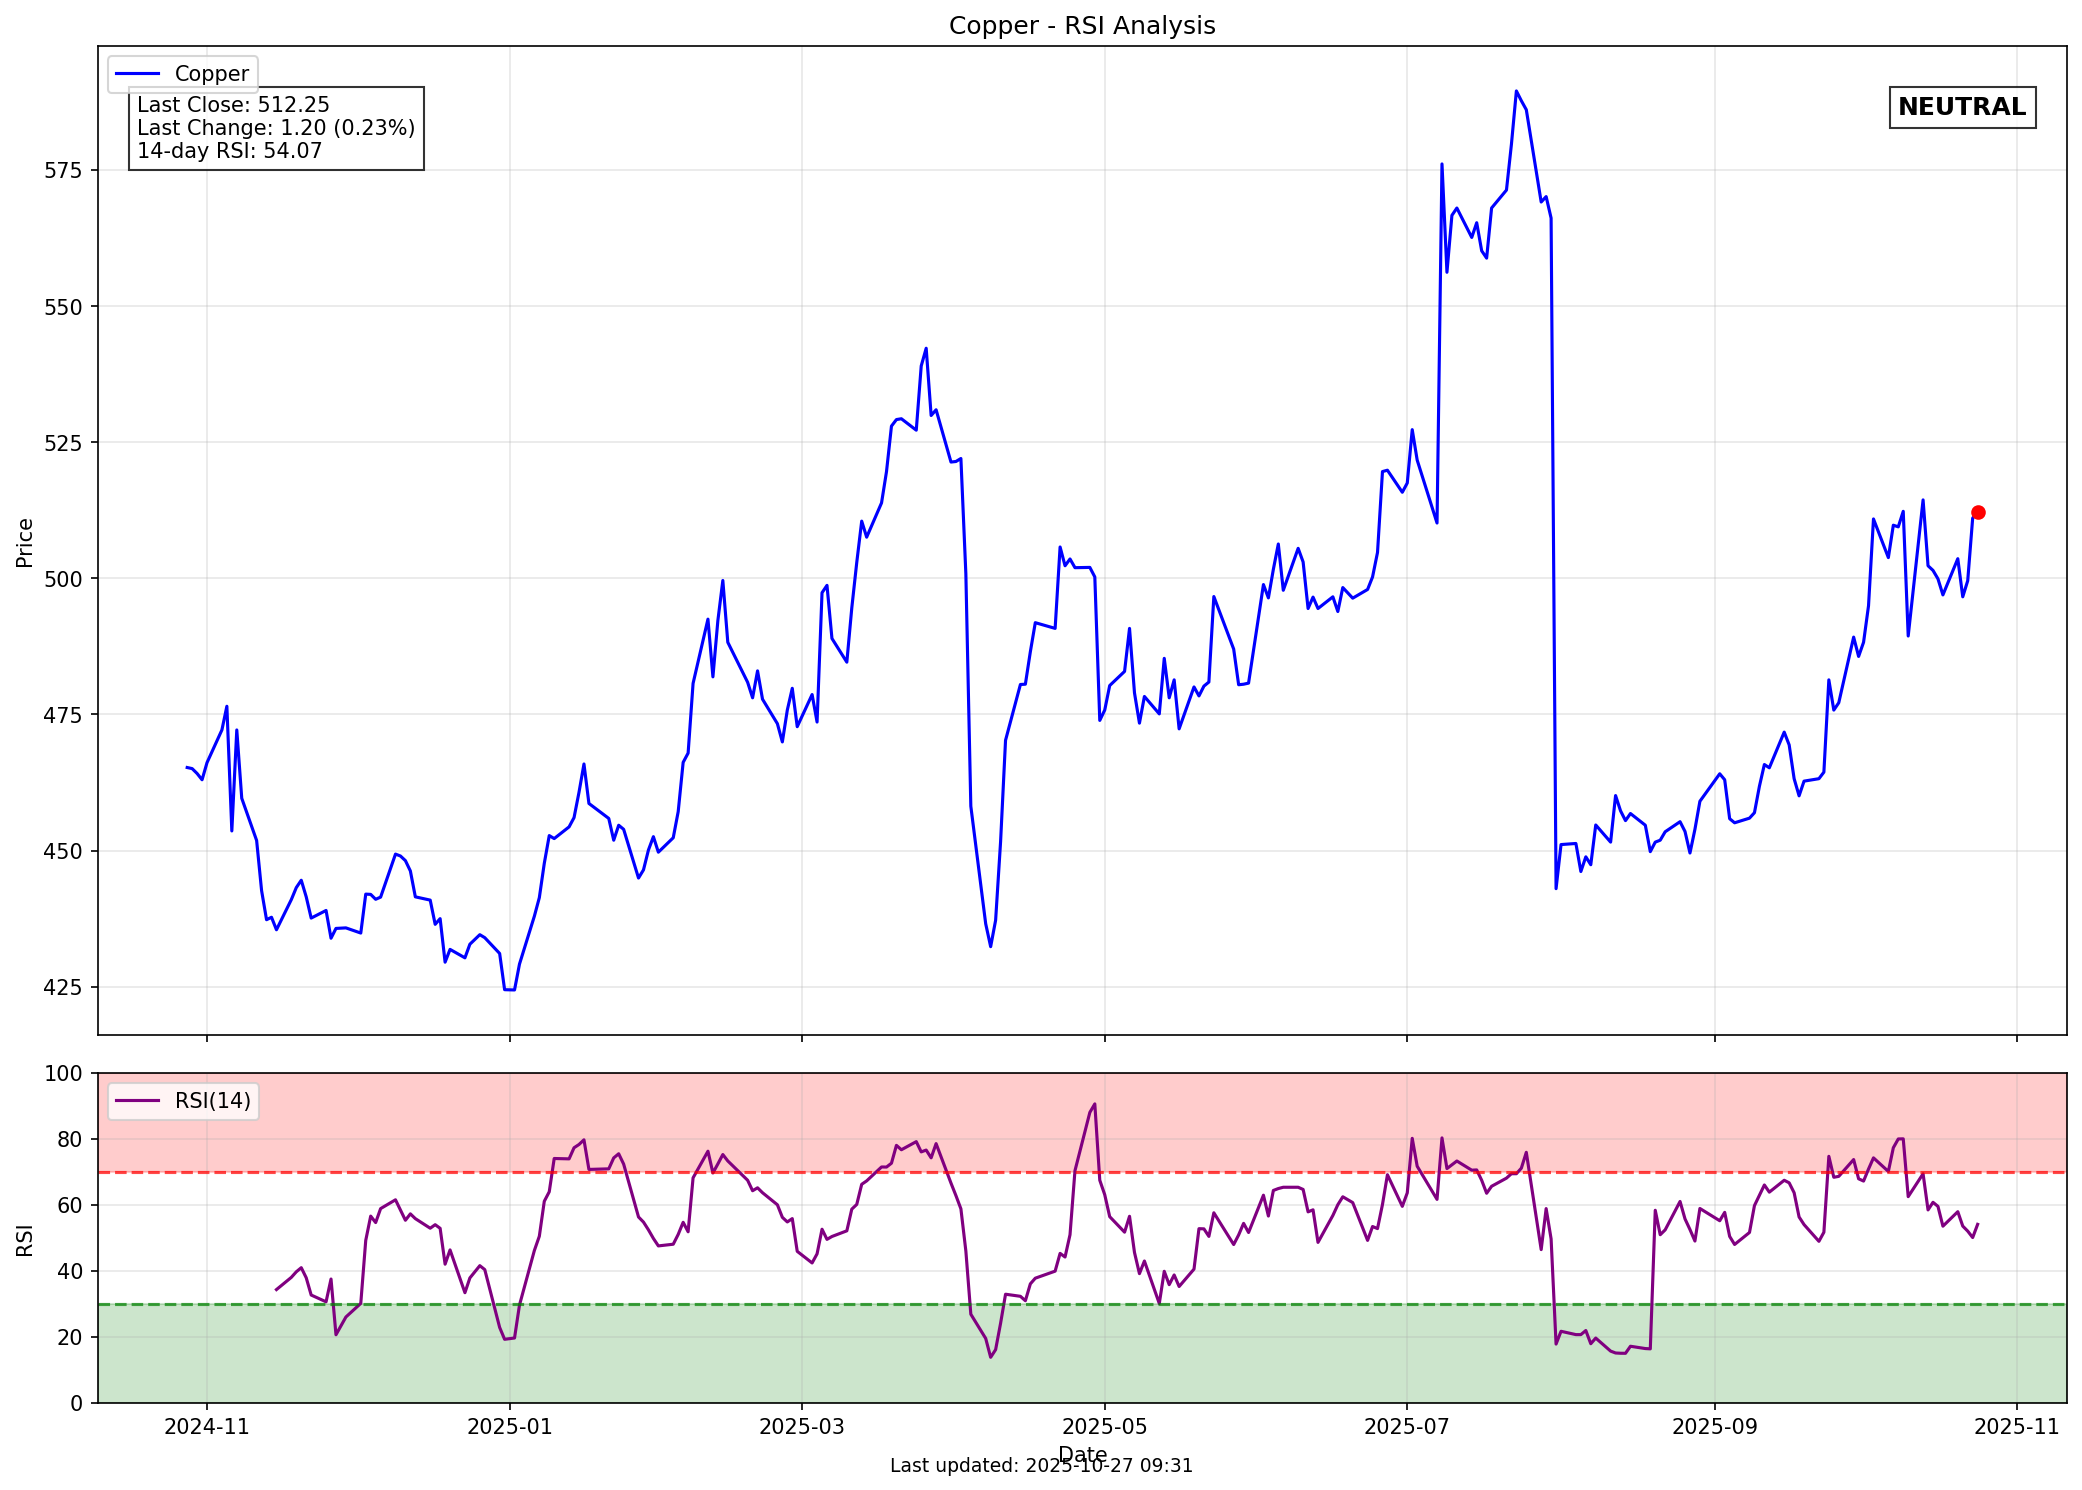 Copper - RSI Analysis
Copper
Last Close: 512.25
Last Change: 1.20 (0.23%)
14-day RSI: 54.07
NEUTRAL
575
550
525
500
475
450
425
Price
100
80
60
40
20
0
RSI
RSI(14)
2024-11
2025-01
2025-03
2025-05
2025-07
2025-09
2025-11
Date
Last updated: 2025-10-27 09:31